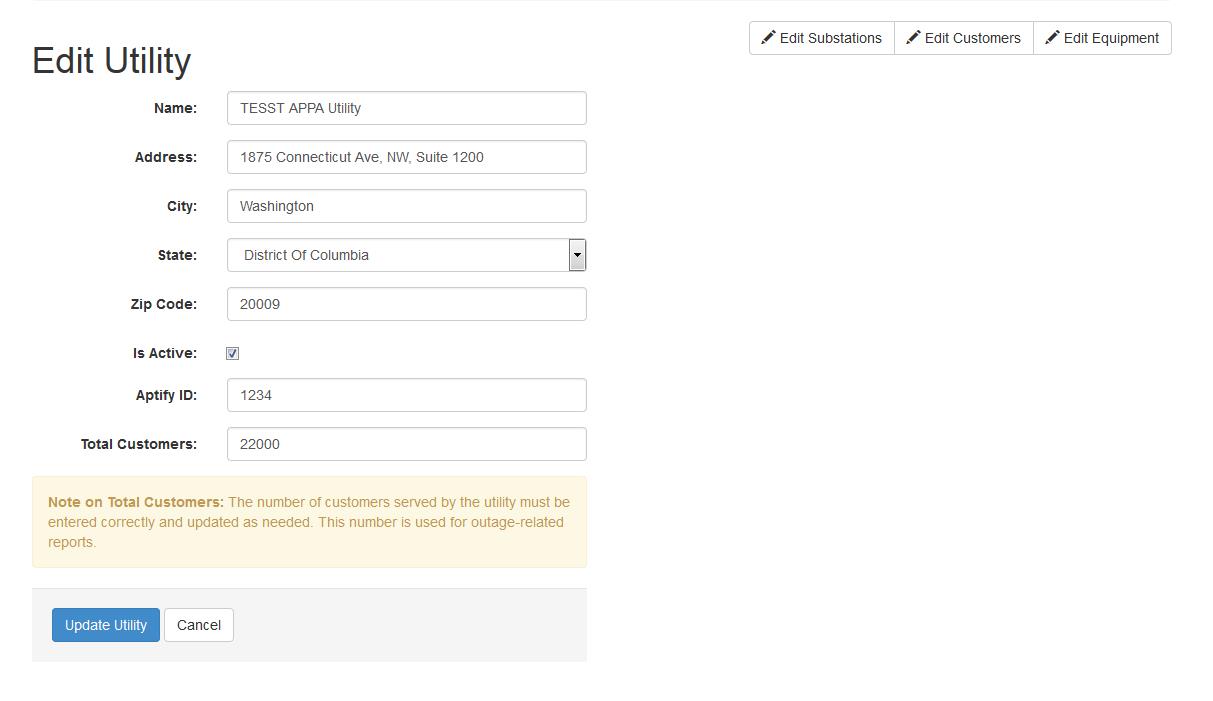 Edit Substations Edit Customers Edit Equipment
Edit Utility
Name: TESST APPA Utility
Address: 1875 Connecticut Ave, NW, Suite 1200
City: Washington
State: District Of Columbia
Zip Code: 20009
Is Active:
Aptify ID: 1234
Total Customers: 22000
Note on Total Customers: The number of customers served by the utility must be
entered correctly and updated as needed. This number is used for outage-related
reports.
Update Utility Cancel